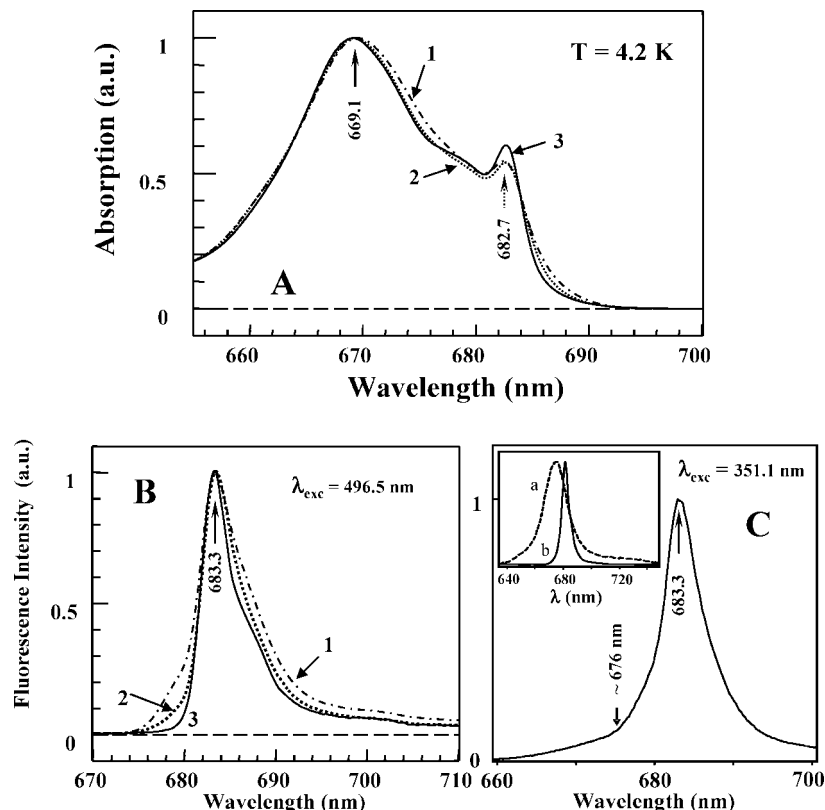 1
T = 4.2 K
1
669.1
3
0.5
2
682.7
A
0
660 670 680 690 700
Absorption (a.u.)
Wavelength (nm)
B
λexc = 496.5 nm
1
683.3
0.5
1
2
3
0
670 680 690 700 710
Fluorescence Intensity (a.u.)
Wavelength (nm)
a
b
640 680 720
λ (nm)
λexc = 351.1 nm
1
C
683.3
~ 676 nm
0
660 680 700
Wavelength (nm)